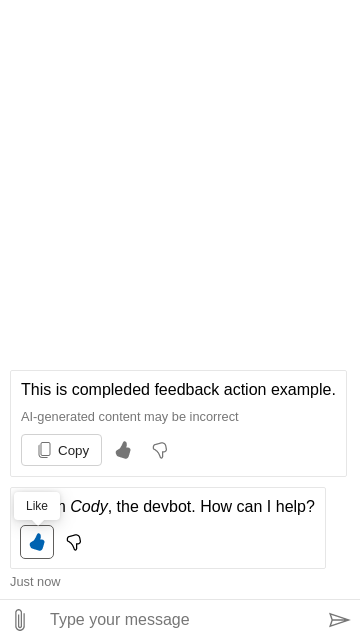 This is compleded feedback action example.
AI-generated content may be incorrect
Copy
Cody, the devbot. How can I help?
Like
Just now
Type your message